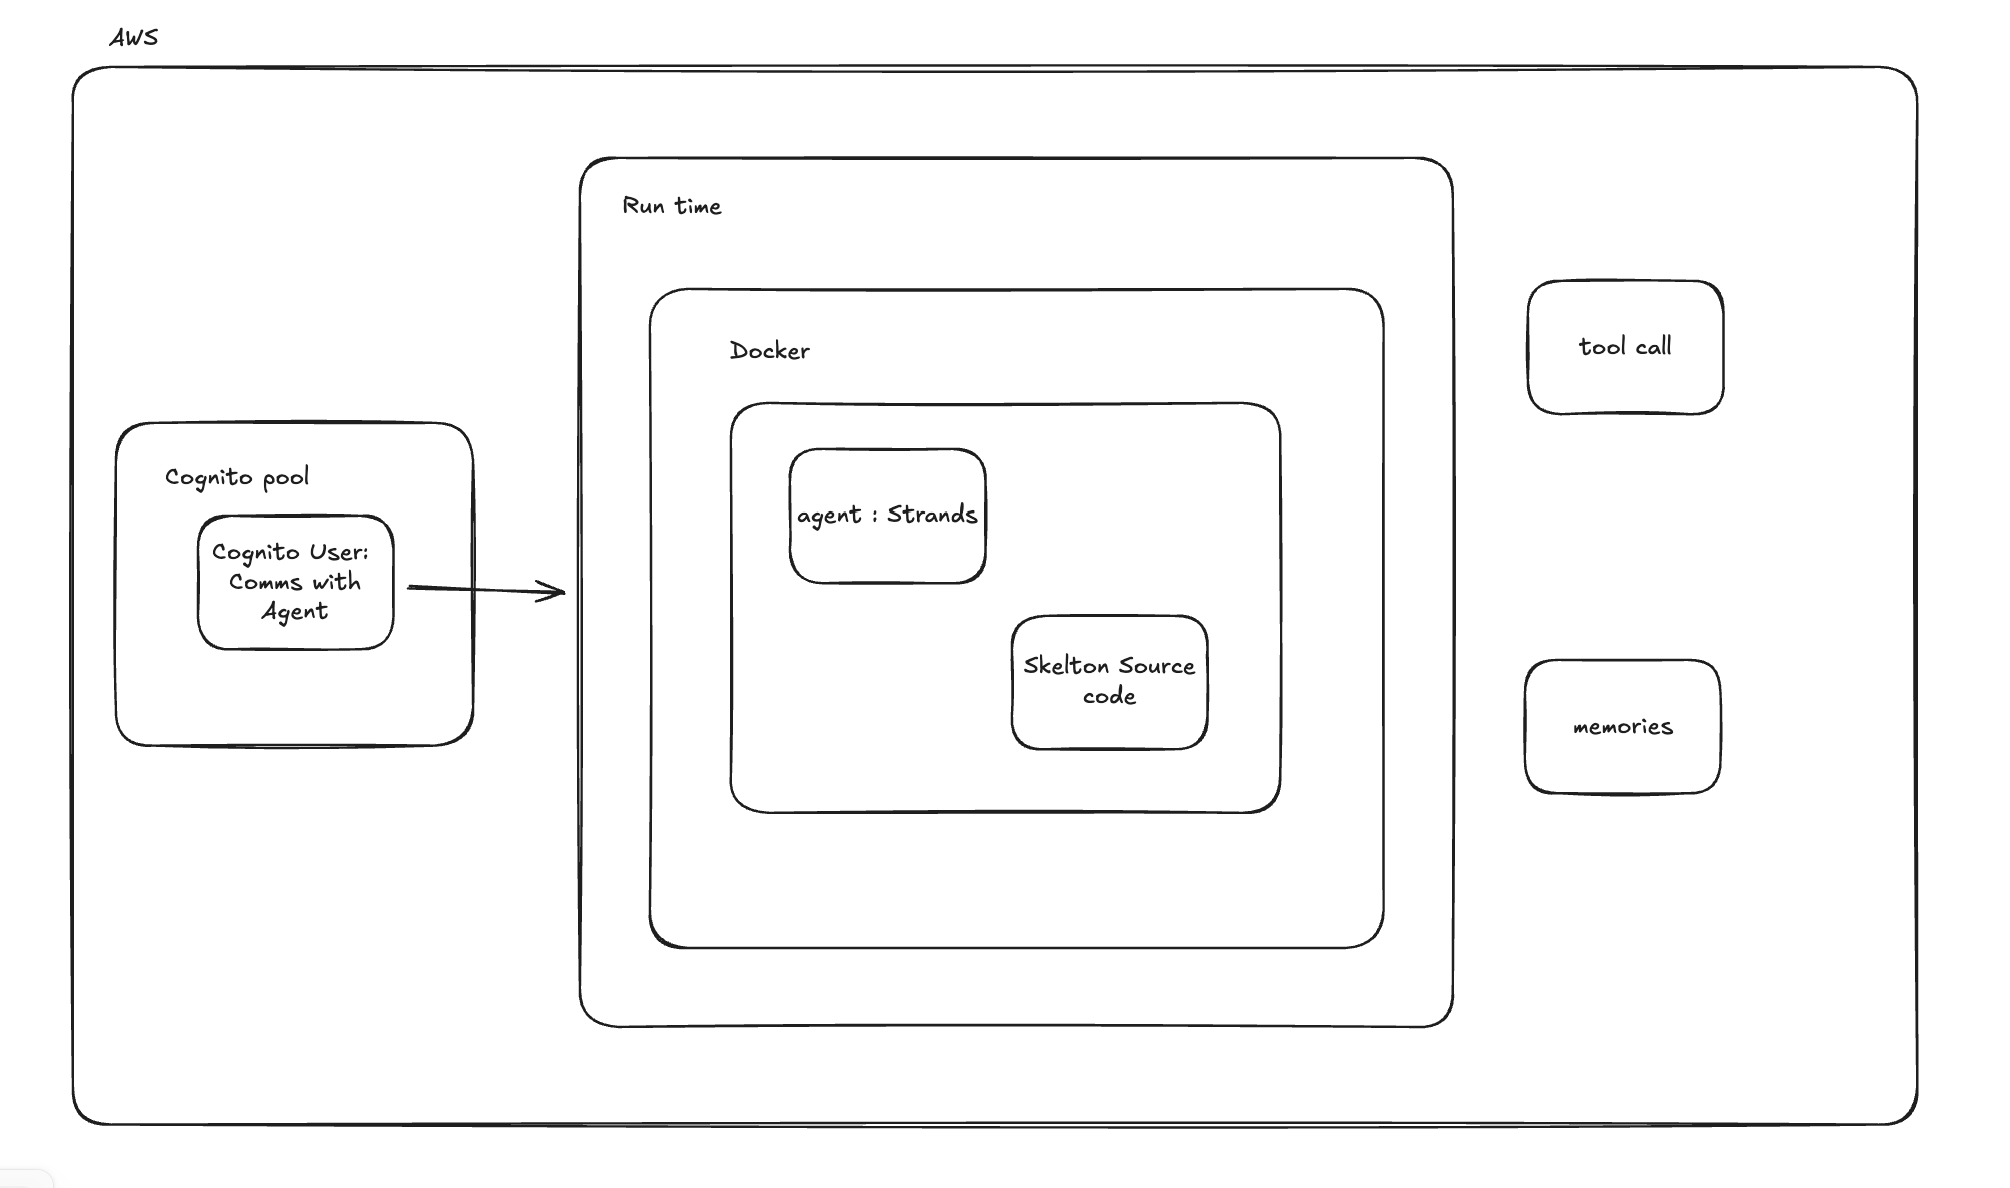 AWS
Run time
Docker
tool call
Cognito pool
Cognito User:
Comms with
Agent
agent : Strands
Skelton Source
code
memories